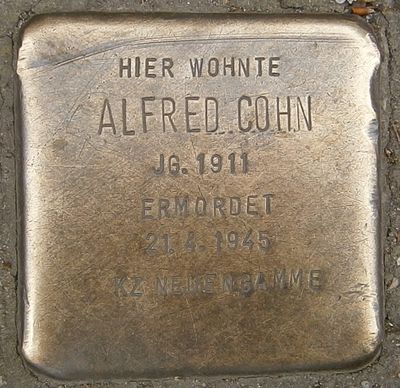 HIER WOHNTE
ALFRED COHN
JG. 1911
ERMORDET
21.4.1945
KZ NEUENGAMME